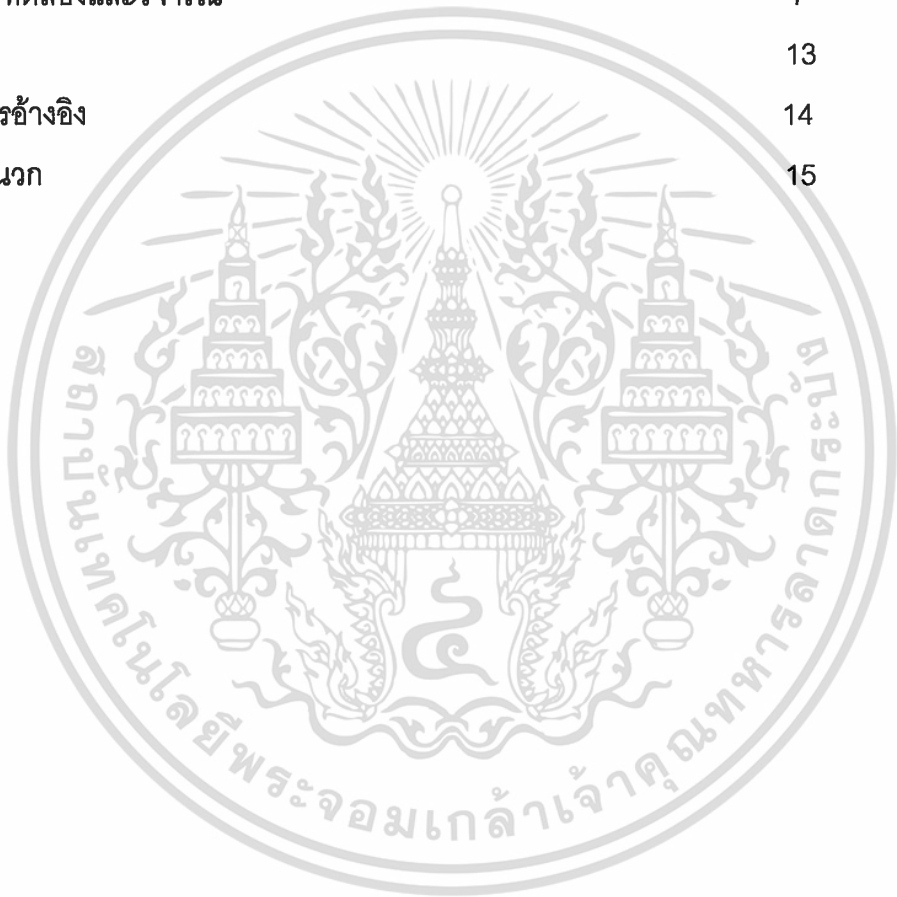 13
รอ้างอิง 14
นวก 15
สถาบันเทคโนโลยีพระจอมเกล้าเจ้าคุณทหารลาดกระบัง
๔